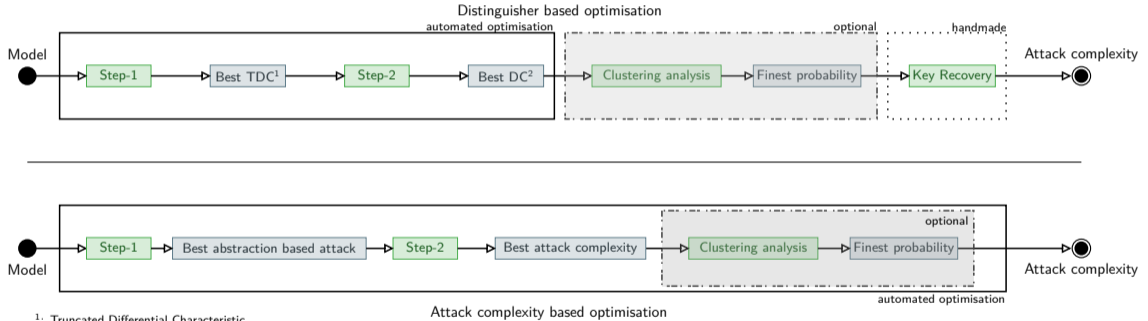 Distinguisher based optimisation
automated optimisation
optional
handmade
Model
Attack complexity
Step-1
Best TDC¹
Step-2
Best DC²
Clustering analysis
Finest probability
Key Recovery
optional
Step-1
Best abstraction based attack
Step-2
Best attack complexity
Clustering analysis
Finest probability
Model
Attack complexity
automated optimisation
Attack complexity based optimisation
¹: Truncated Differential Characteristic